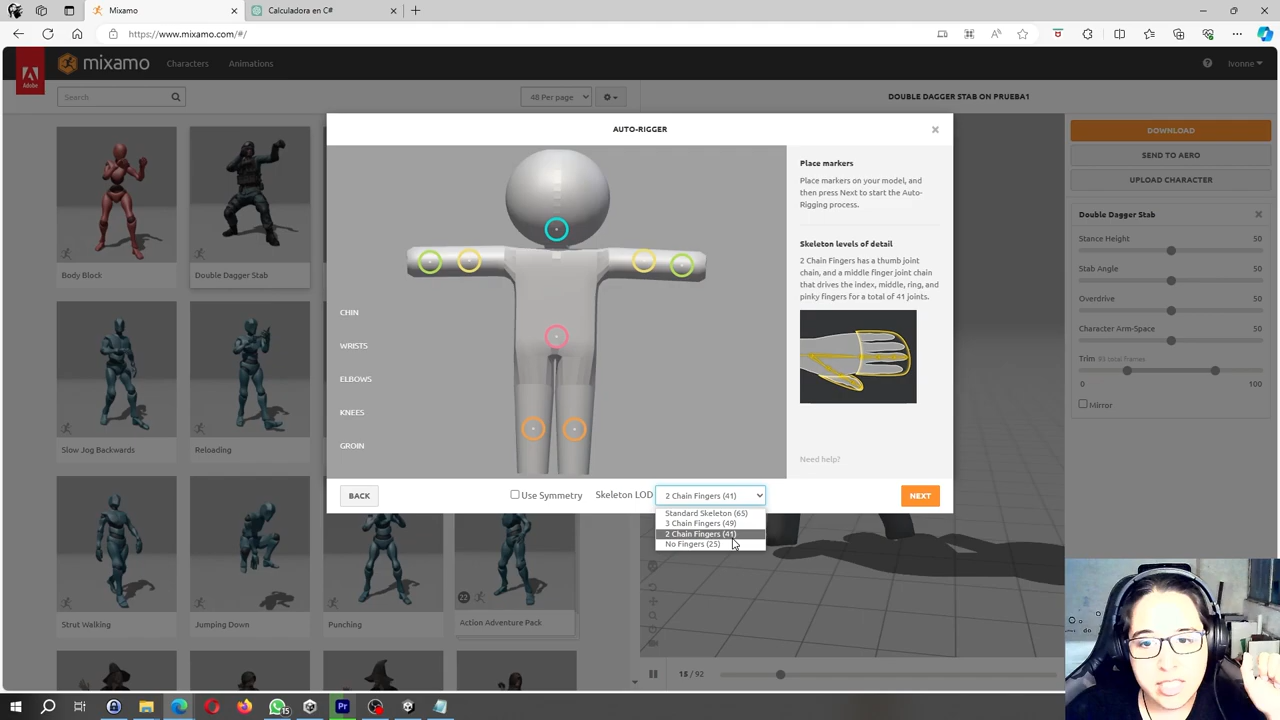 Mixamo
Calculadora en C#
https://www.mixamo.com/#/
Adobe
mixamo
Characters
Animations
Ivonne
Search
48 Per page
DOUBLE DAGGER STAB ON PRUEBA1
Body Block
Double Dagger Stab
Slow Jog Backwards
Reloading
Strut Walking
Jumping Down
Punching
Action Adventure Pack
AUTO-RIGGER
CHIN
WRISTS
ELBOWS
KNEES
GROIN
Place markers
Place markers on your model, and
then press Next to start the Auto-
Rigging process.
Skeleton levels of detail
2 Chain Fingers has a thumb joint
chain, and a middle finger joint chain
that drives the index, middle, ring, and
pinky fingers for a total of 41 joints.
Need help?
BACK
Use Symmetry
Skeleton LOD
2 Chain Fingers (41)
NEXT
Standard Skeleton (65)
3 Chain Fingers (49)
2 Chain Fingers (41)
No Fingers (25)
DOWNLOAD
SEND TO AERO
UPLOAD CHARACTER
Double Dagger Stab
Stance Height
50
Stab Angle
50
Overdrive
50
Character Arm-Space
50
Trim
93 total frames
0
100
Mirror
15 / 92
15